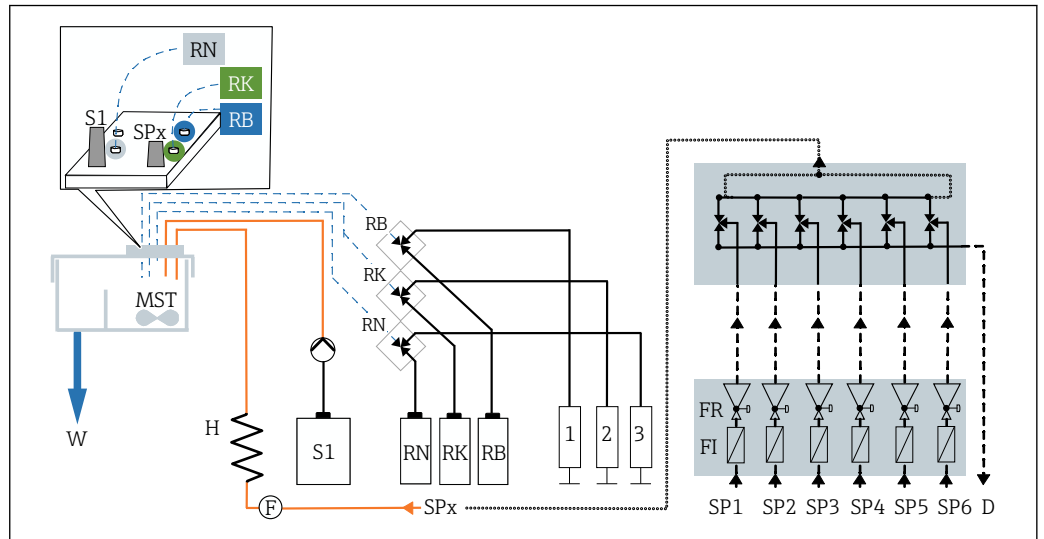 RN
RK
RB
S1
SPx
MST
W
H
F
S1
RB
RK
RN
RN
RK
RB
1
2
3
SPx
FR
FI
SP1 SP2 SP3 SP4 SP5 SP6 D